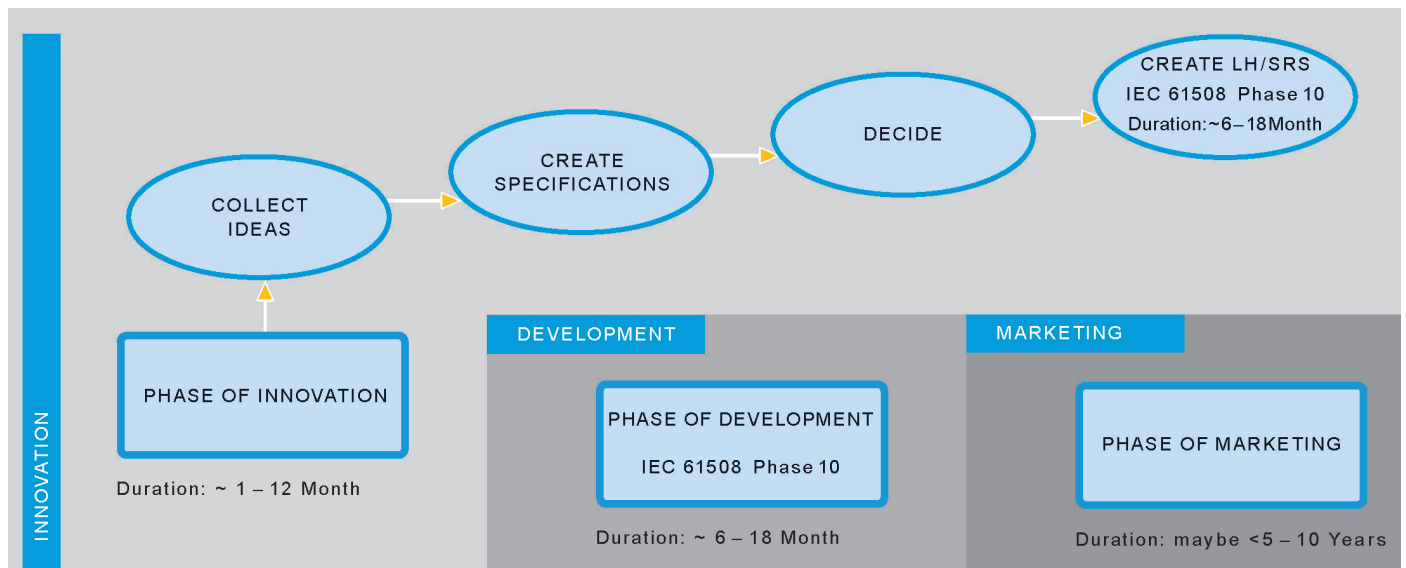 INNOVATION
CREATE LH/SRS
IEC 61508 Phase 10
Duration:~6–18Month
DECIDE
CREATE
SPECIFICATIONS
COLLECT
IDEAS
PHASE OF INNOVATION
Duration: ~ 1 – 12 Month
DEVELOPMENT
PHASE OF DEVELOPMENT
IEC 61508 Phase 10
Duration: ~ 6 – 18 Month
MARKETING
PHASE OF MARKETING
Duration: maybe <5 – 10 Years